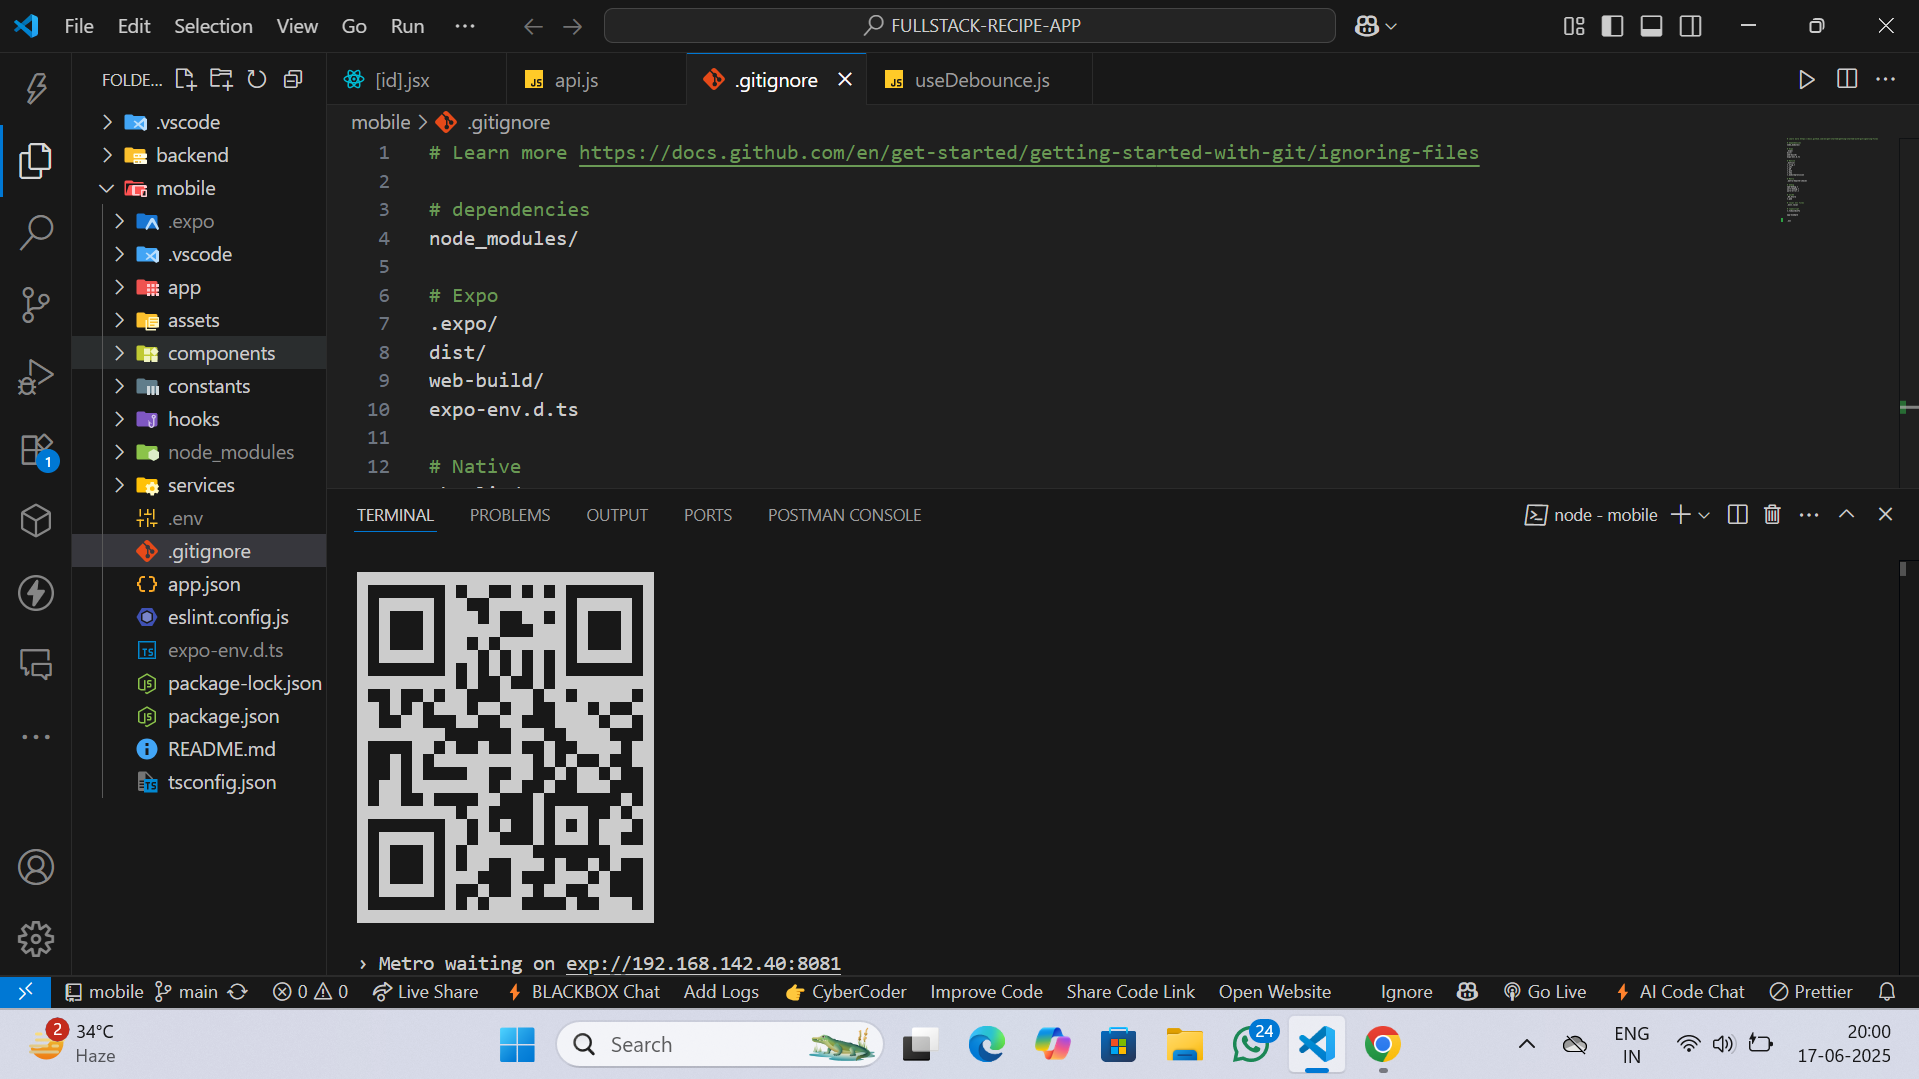 File Edit Selection View Go Run ...
FULLSTACK-RECIPE-APP
FOLDE...
[id].jsx
api.js
.gitignore
useDebounce.js
mobile > .gitignore
.vscode
backend
mobile
.expo
.vscode
app
assets
components
constants
hooks
node_modules
services
.env
.gitignore
app.json
eslint.config.js
expo-env.d.ts
package-lock.json
package.json
README.md
tsconfig.json
1
1 # Learn more https://docs.github.com/en/get-started/getting-started-with-git/ignoring-files
2
3 # dependencies
4 node_modules/
5
6 # Expo
7 .expo/
8 dist/
9 web-build/
10 expo-env.d.ts
11
12 # Native
TERMINAL PROBLEMS OUTPUT PORTS POSTMAN CONSOLE
node - mobile
› Metro waiting on exp://192.168.142.40:8081
mobile main 0 0 Live Share BLACKBOX Chat Add Logs CyberCoder Improve Code Share Code Link Open Website Ignore Go Live AI Code Chat Prettier
2
34°C
Haze
Search
24
ENG
IN
20:00
17-06-2025